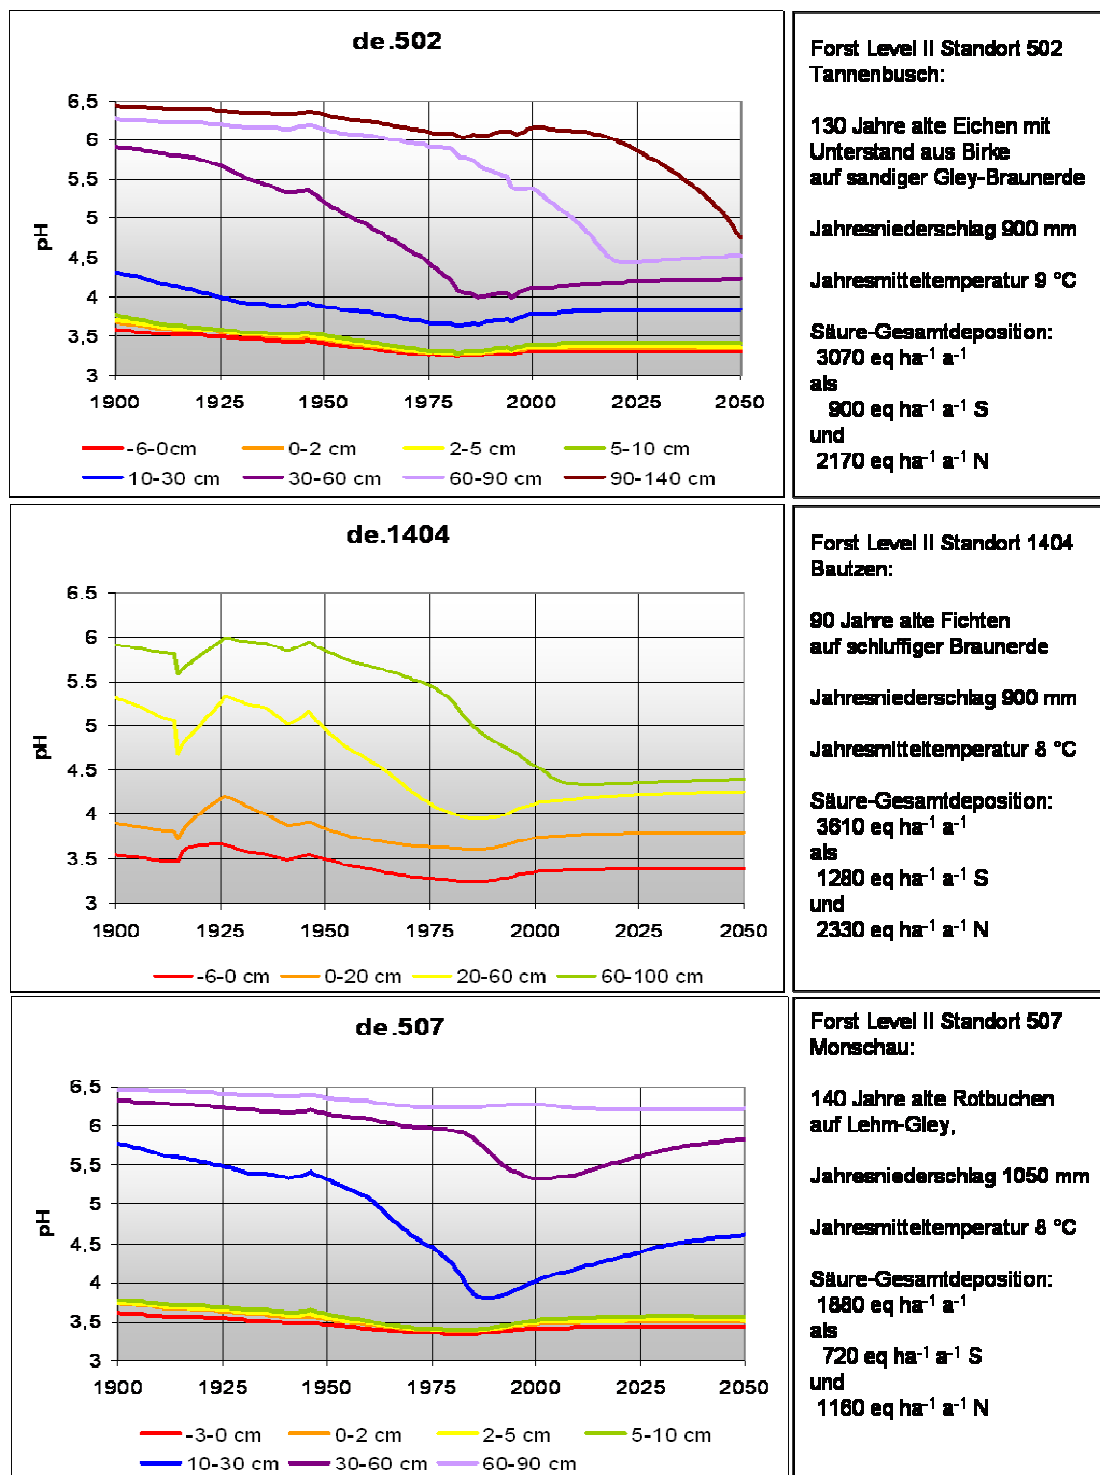 de.502
6,5
6
5,5
5
4,5
4
3,5
3
pH
1900 1925 1950 1975 2000 2025 2050
-6-0cm 0-2 cm 2-5 cm 5-10 cm
10-30 cm 30-60 cm 60-90 cm 90-140 cm
Forst Level II Standort 502
Tannenbusch:
130 Jahre alte Eichen mit
Unterstand aus Birke
auf sandiger Gley-Braunerde
Jahresniederschlag 900 mm
Jahresmitteltemperatur 9 °C
Säure-Gesamtdeposition:
3070 eq ha-1 a-1
als
900 eq ha-1 a-1 S
und
2170 eq ha-1 a-1 N
de.1404
6.5
6
5.5
5
4.5
4
3.5
3
pH
1900 1925 1950 1975 2000 2025 2050
-6-0 cm 0-20 cm 20-60 cm 60-100 cm
Forst Level II Standort 1404
Bautzen:
90 Jahre alte Fichten
auf schluffiger Braunerde
Jahresniederschlag 900 mm
Jahresmitteltemperatur 8 °C
Säure-Gesamtdeposition:
3610 eq ha-1 a-1
als
1280 eq ha-1 a-1 S
und
2330 eq ha-1 a-1 N
de.507
6,5
6
5,5
5
4,5
4
3,5
3
pH
1900 1925 1950 1975 2000 2025 2050
-3-0 cm 0-2 cm 2-5 cm 5-10 cm
10-30 cm 30-60 cm 60-90 cm
Forst Level II Standort 507
Monschau:
140 Jahre alte Rotbuchen
auf Lehm-Gley,
Jahresniederschlag 1050 mm
Jahresmitteltemperatur 8 °C
Säure-Gesamtdeposition:
1880 eq ha-1 a-1
als
720 eq ha-1 a-1 S
und
1160 eq ha-1 a-1 N